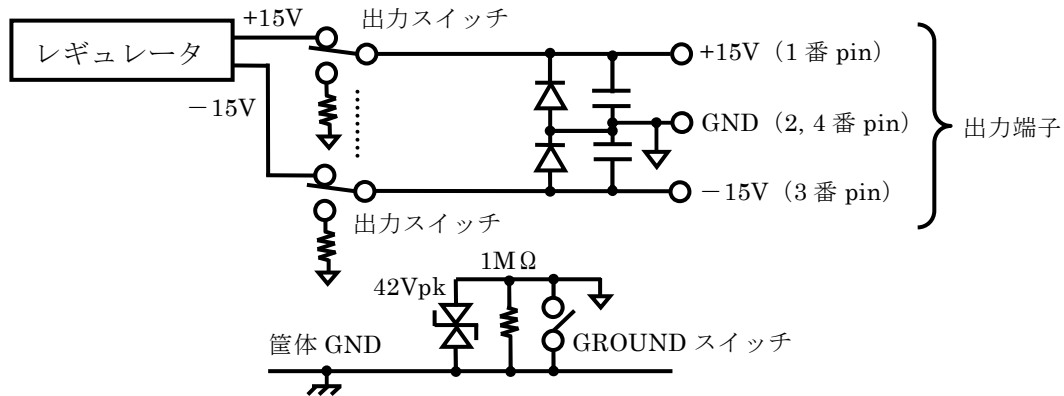 +15V
出力スイッチ
レギュレータ
+15V（1 番 pin）
－15V
GND（2, 4 番 pin）
出力端子
－15V（3 番 pin）
出力スイッチ
1MΩ
42Vpk
筐体 GND
GROUND スイッチ